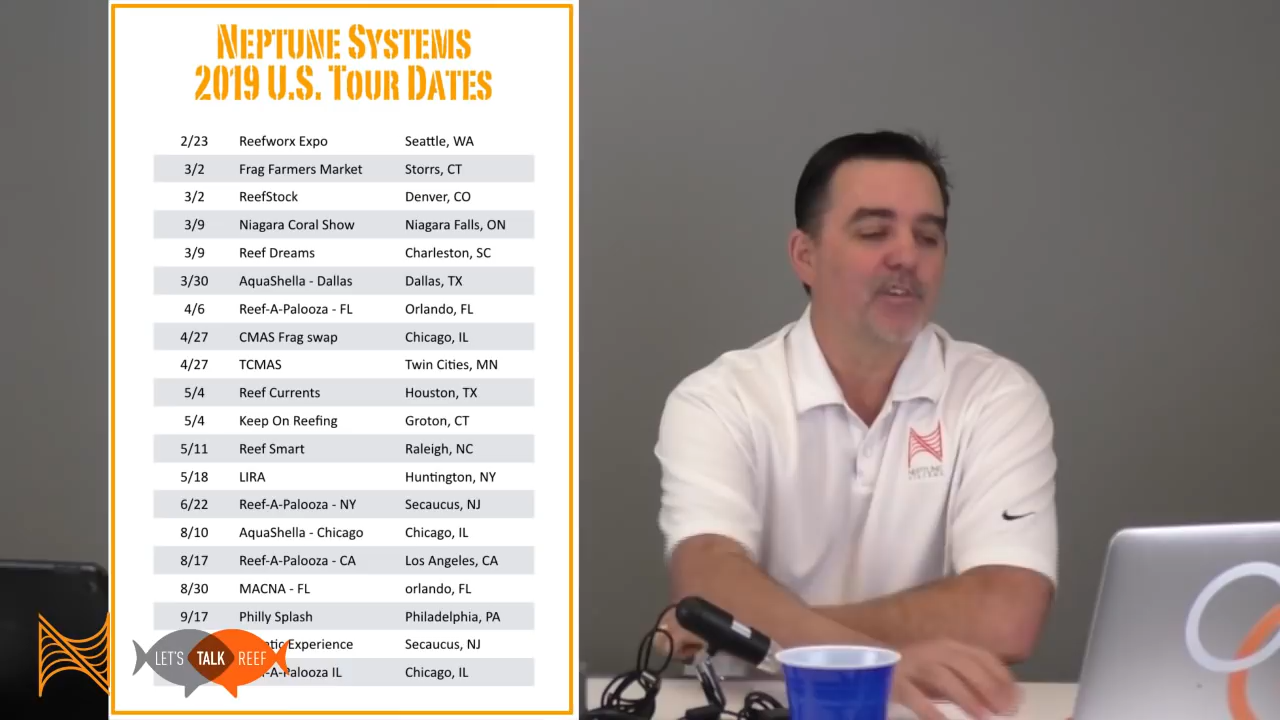 NEPTUNE SYSTEMS
2019 U.S. TOUR DATES
2/23 Reefworx Expo Seattle, WA
3/2 Frag Farmers Market Storrs, CT
3/2 ReefStock Denver, CO
3/9 Niagara Coral Show Niagara Falls, ON
3/9 Reef Dreams Charleston, SC
3/30 AquaShella - Dallas Dallas, TX
4/6 Reef-A-Palooza - FL Orlando, FL
4/27 CMAS Frag swap Chicago, IL
4/27 TCMAS Twin Cities, MN
5/4 Reef Currents Houston, TX
5/4 Keep On Reefing Groton, CT
5/11 Reef Smart Raleigh, NC
5/18 LIRA Huntington, NY
6/22 Reef-A-Palooza - NY Secaucus, NJ
8/10 AquaShella - Chicago Chicago, IL
8/17 Reef-A-Palooza - CA Los Angeles, CA
8/30 MACNA - FL orlando, FL
9/17 Philly Splash Philadelphia, PA
Experience Secaucus, NJ
LET'S TALK REEF
-A-Palooza IL Chicago, IL
NEPTUNE
SYSTEMS